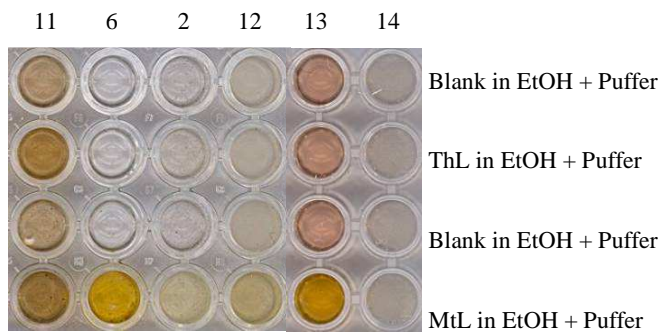 11 6 2 12 13 14
Blank in EtOH + Puffer
ThL in EtOH + Puffer
Blank in EtOH + Puffer
MtL in EtOH + Puffer